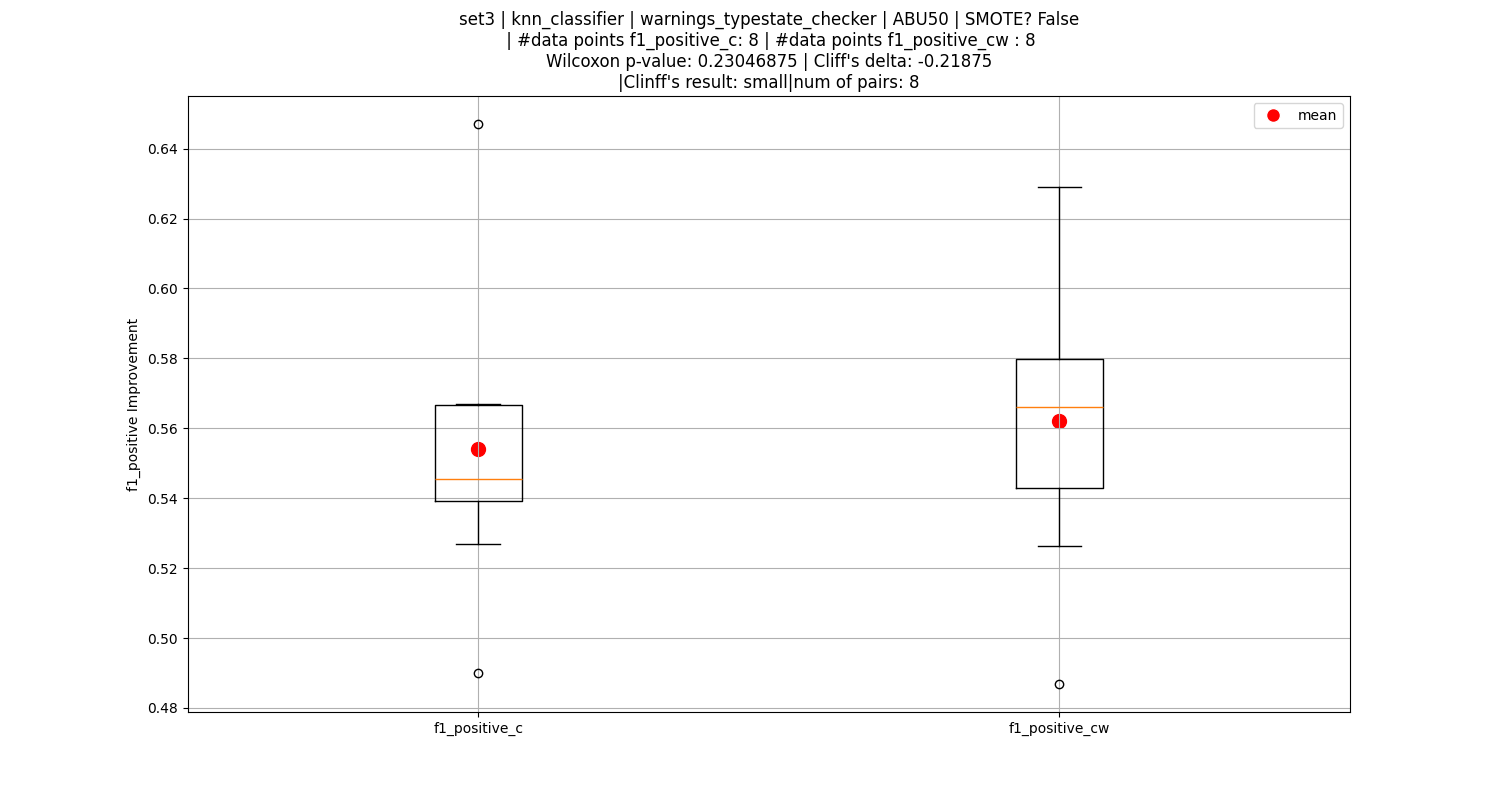 set3 | knn_classifier | warnings_typestate_checker | ABU50 | SMOTE? False
| #data points f1_positive_c: 8 | #data points f1_positive_cw : 8
Wilcoxon p-value: 0.23046875 | Cliff's delta: -0.21875
|Clinff's result: small|num of pairs: 8
mean
f1_positive Improvement
0.64
0.62
0.60
0.58
0.56
0.54
0.52
0.50
0.48
f1_positive_c
f1_positive_cw